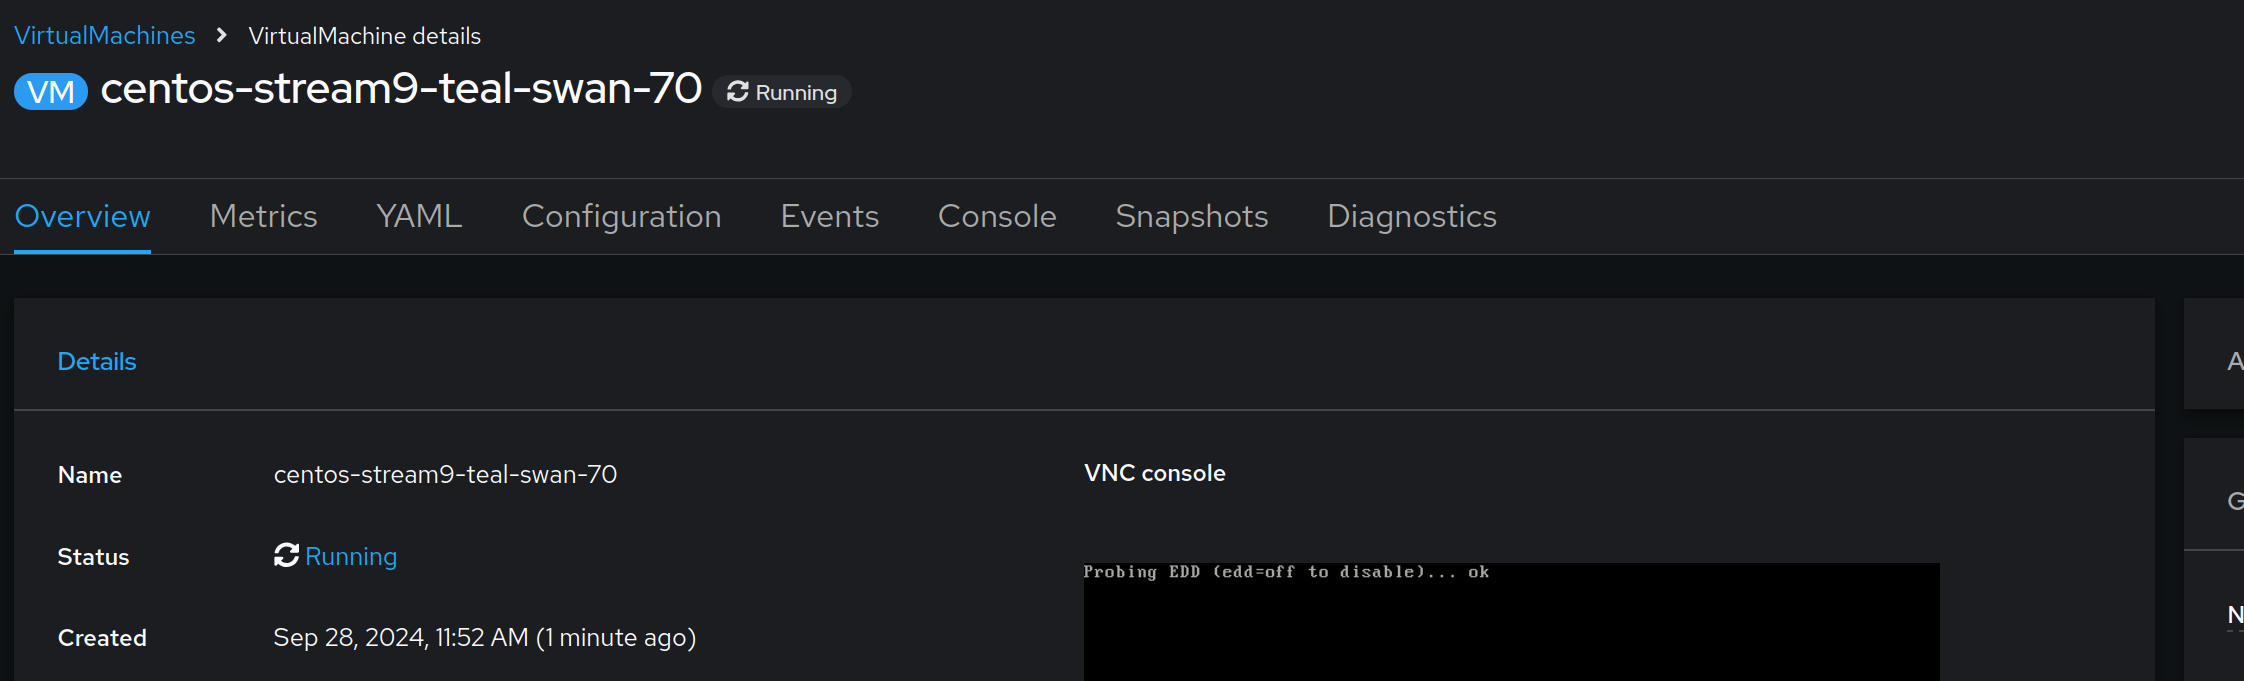 VirtualMachines > VirtualMachine details
VM centos-stream9-teal-swan-70 Running
Overview Metrics YAML Configuration Events Console Snapshots Diagnostics
Details
A
Name centos-stream9-teal-swan-70
VNC console
G
Status Running
Probing EDD (edd=off to disable)... ok
Created Sep 28, 2024, 11:52 AM (1 minute ago)
N